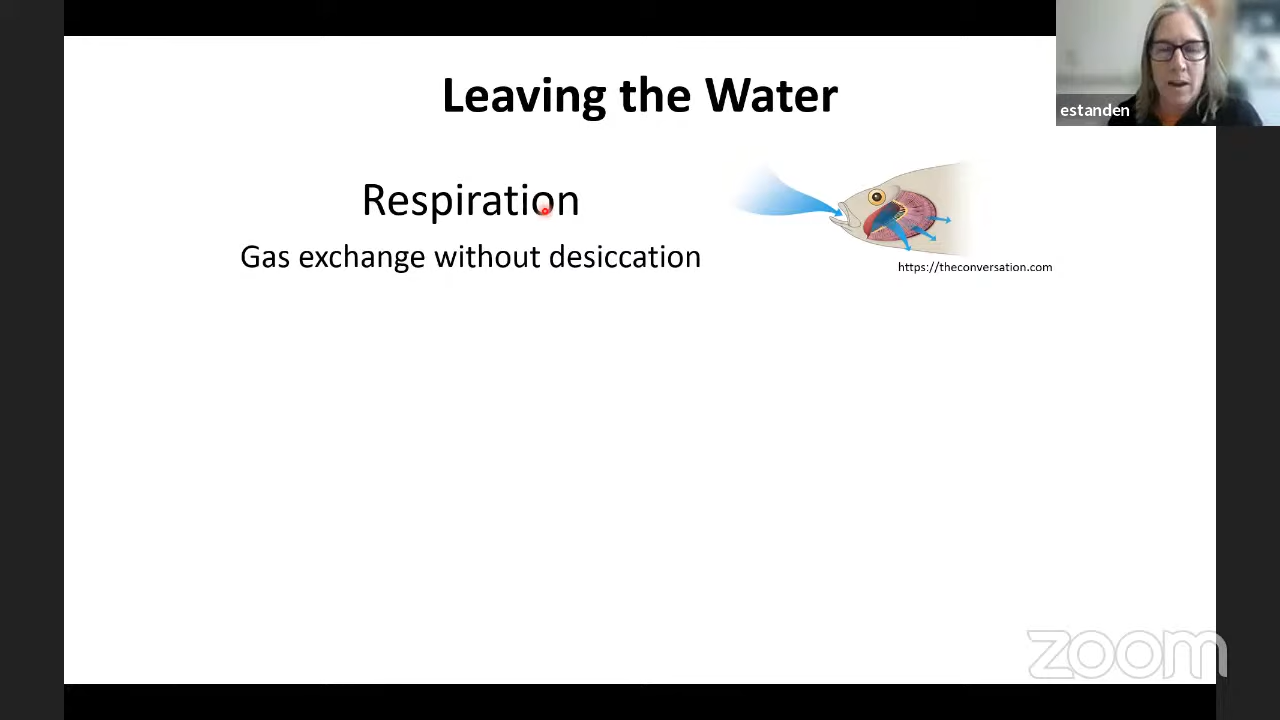 Leaving the Water
estanden
Respiration
Gas exchange without desiccation
https://theconversation.com
zoom